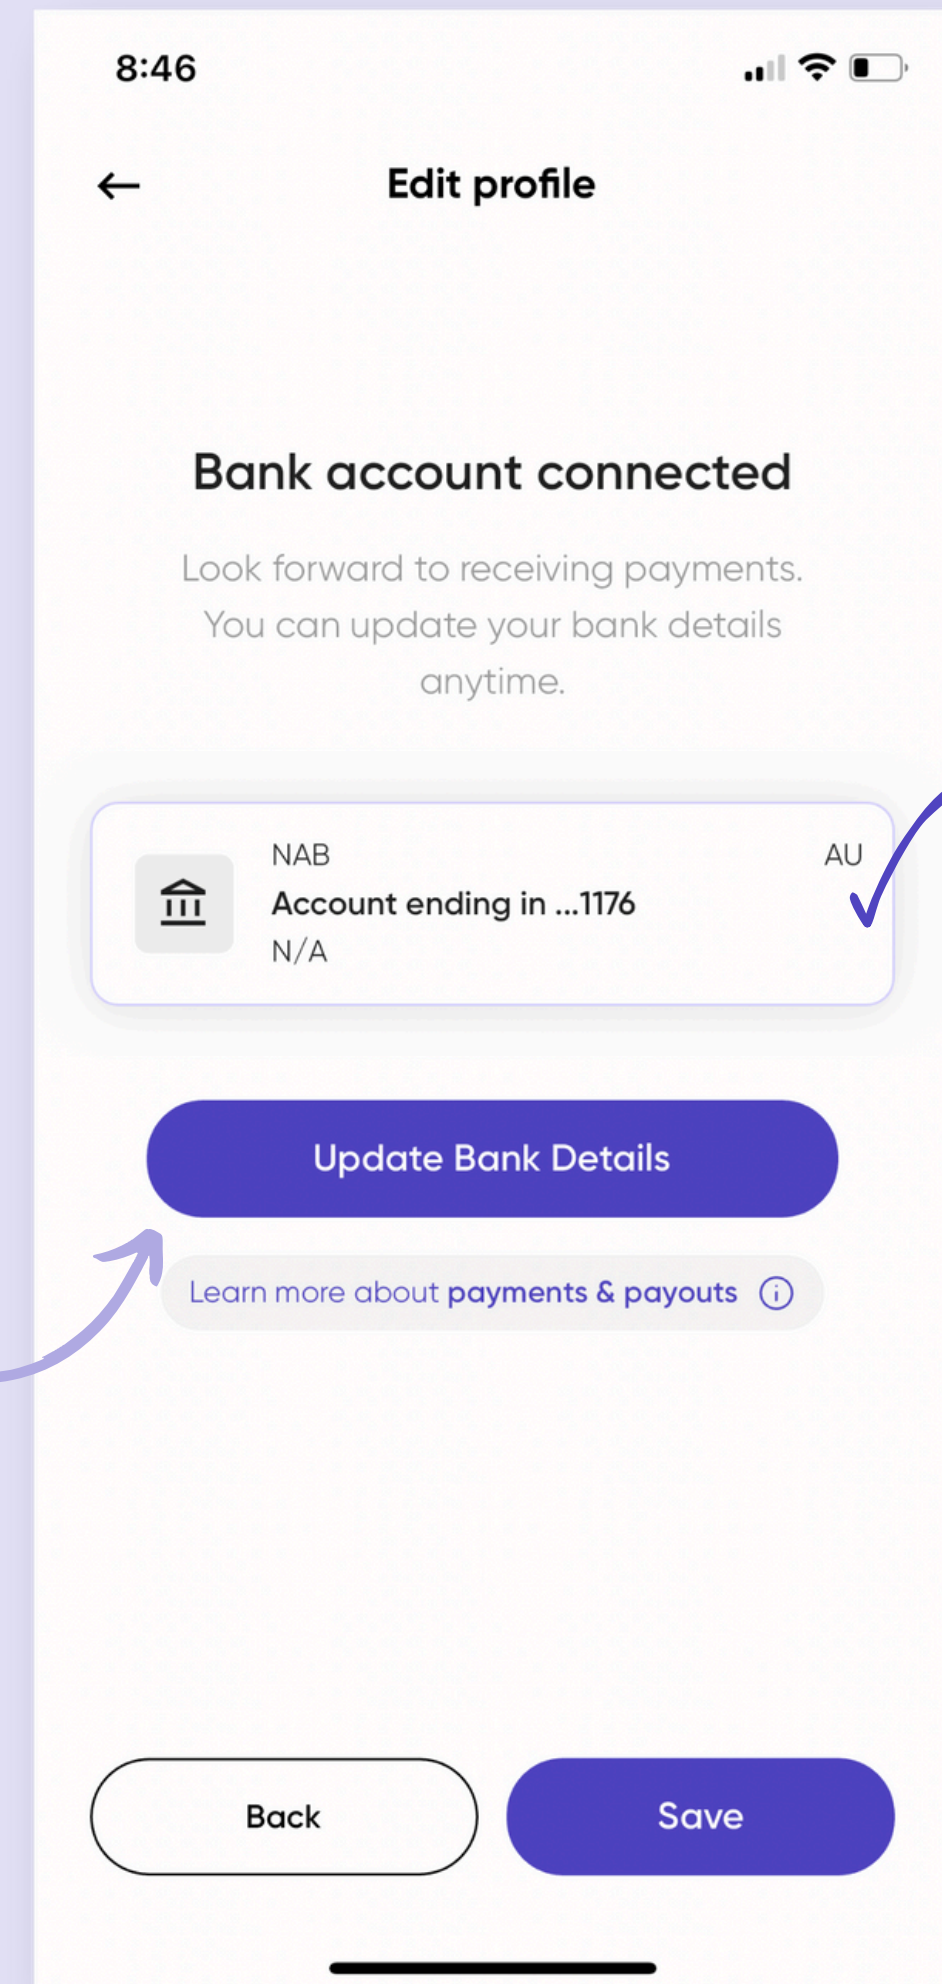 8:46
Edit profile
Bank account connected
Look forward to receiving payments.
You can update your bank details
anytime.
NAB AU
Account ending in ...1176
N/A
Update Bank Details
Learn more about payments & payouts
Back Save